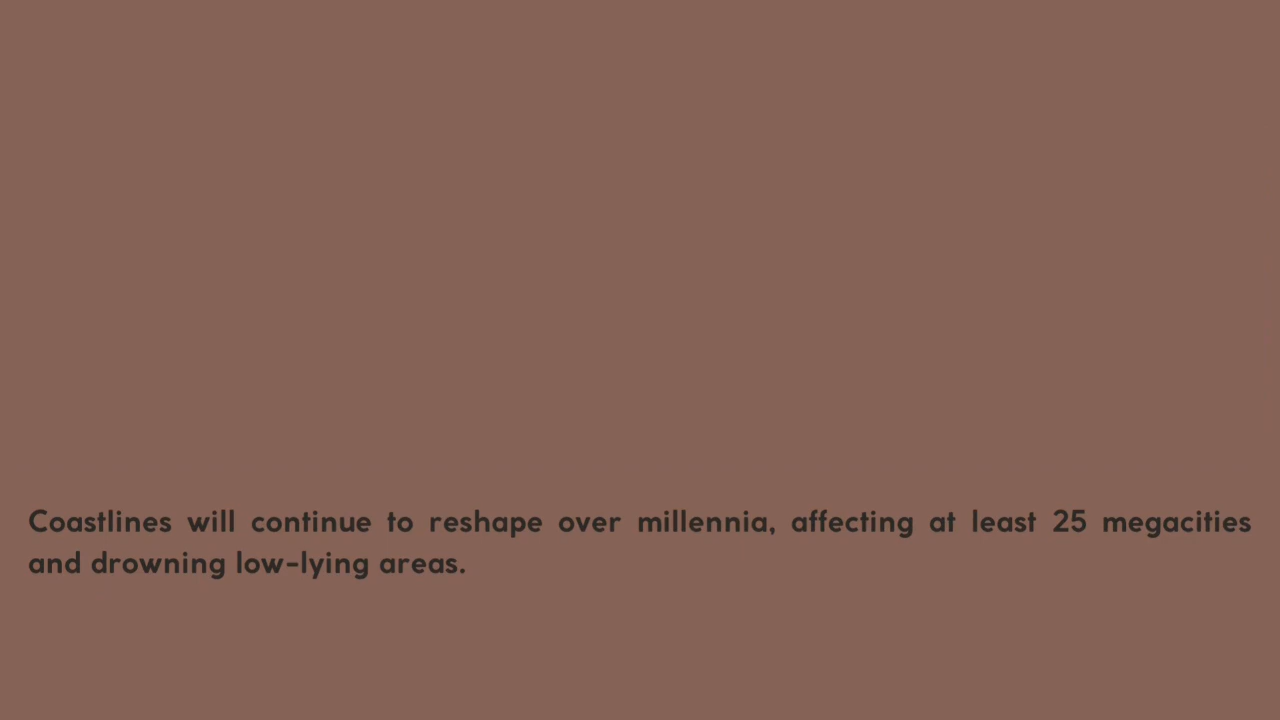 Coastlines will continue to reshape over millennia, affecting at least 25 megacities
and drowning low-lying areas.